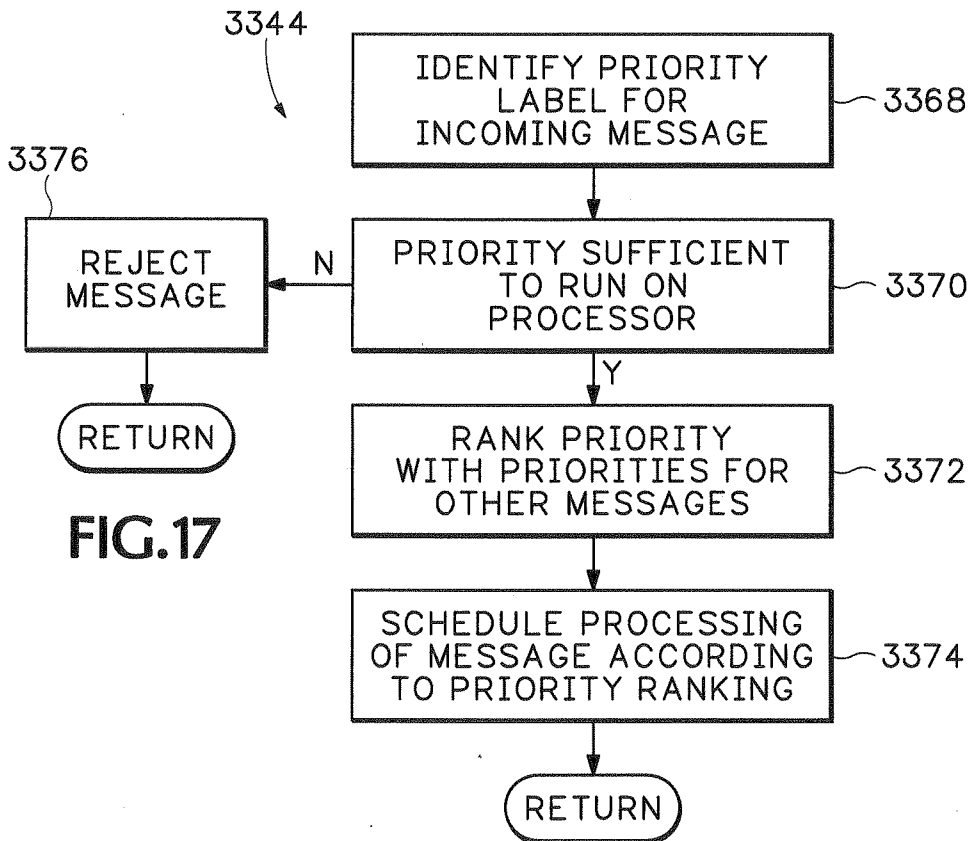 3344
IDENTIFY PRIORITY
LABEL FOR
INCOMING MESSAGE
3368
3376
REJECT
MESSAGE
N
PRIORITY SUFFICIENT
TO RUN ON
PROCESSOR
3370
Y
RETURN
RANK PRIORITY
WITH PRIORITIES FOR
OTHER MESSAGES
3372
FIG.17
SCHEDULE PROCESSING
OF MESSAGE ACCORDING
TO PRIORITY RANKING
3374
RETURN